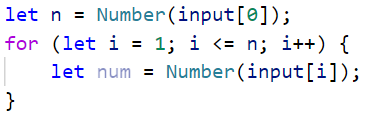 let n = Number(input[0]);
for (let i = 1; i <= n; i++) {
    let num = Number(input[i]);
}